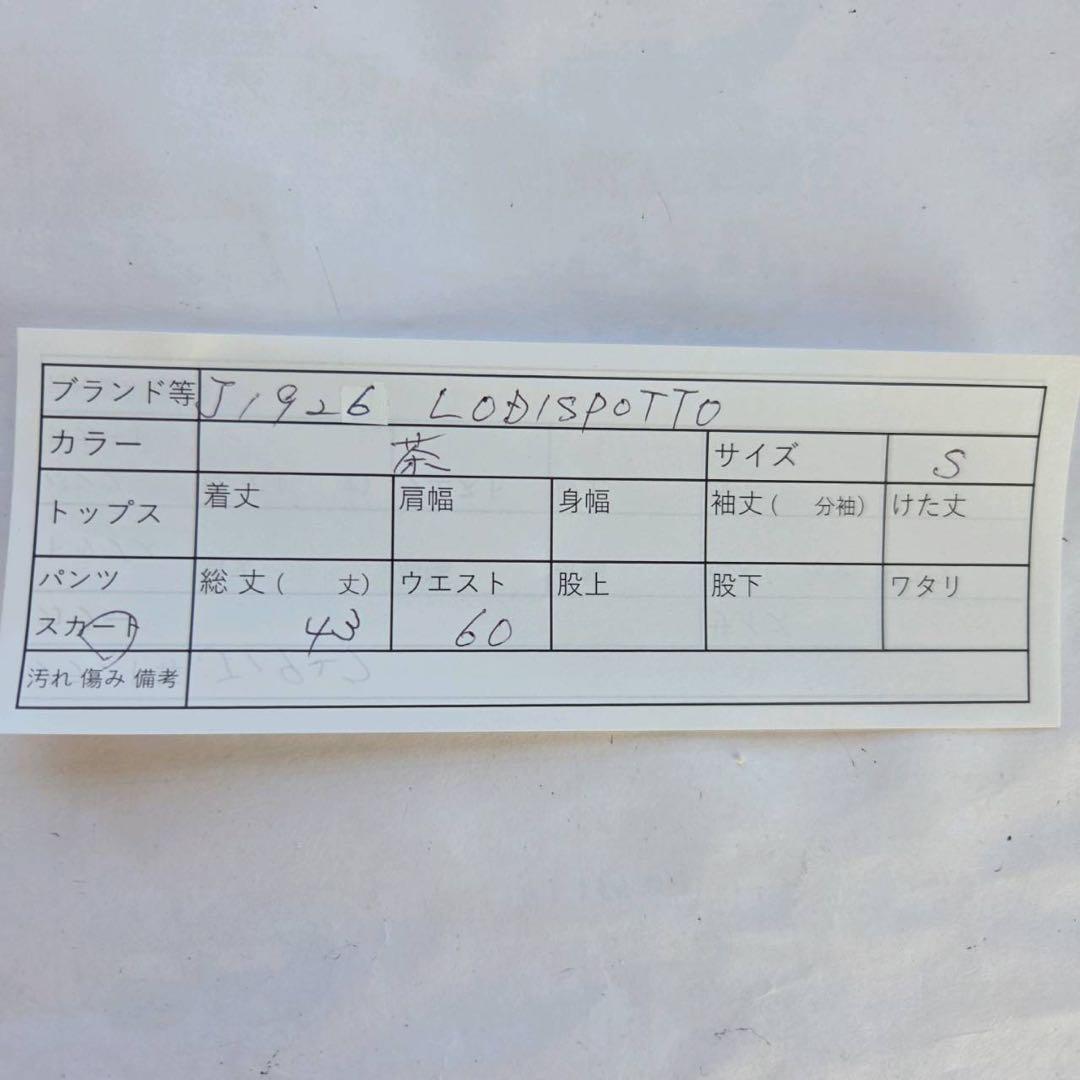 ブランド等 J1926 LODISPOTTO
カラー 茶 サイズ S
トップス 着丈 肩幅 身幅 袖丈( 分袖) けた丈
パンツ 総丈( 丈) ウエスト 股上 股下 ワタリ
スカート 43 60
汚れ 傷み 備考